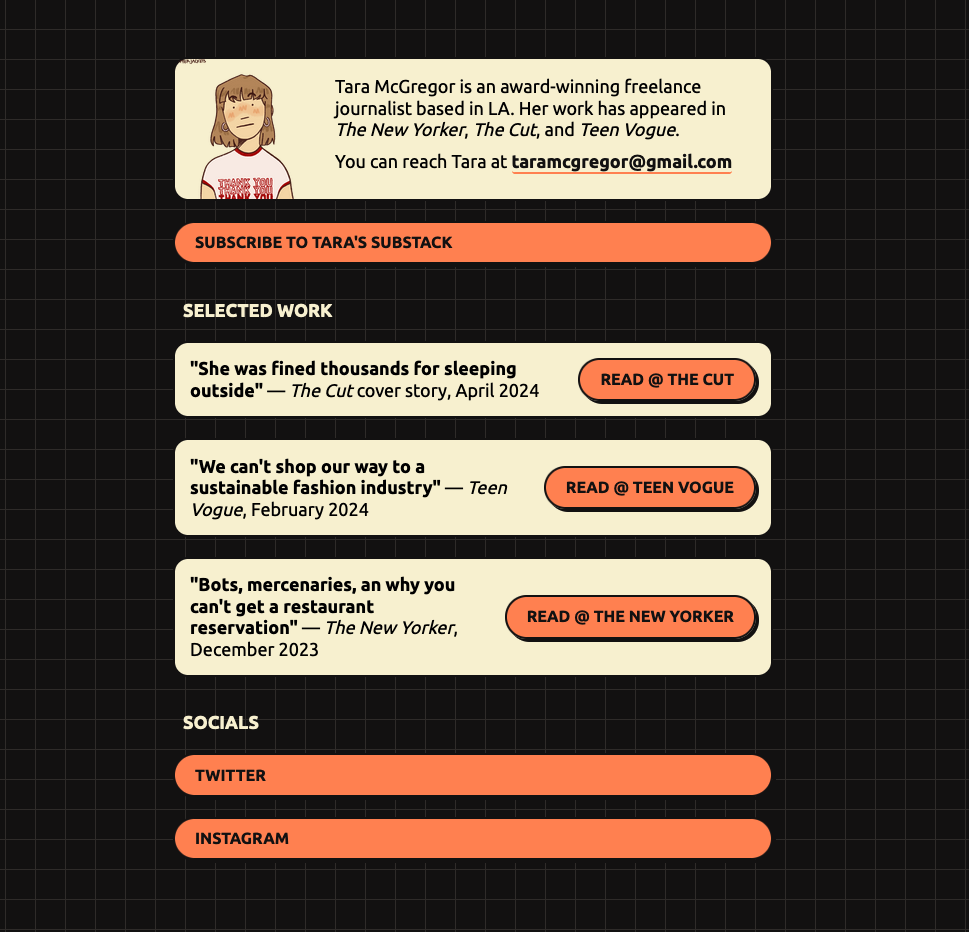 Tara McGregor is an award-winning freelance
journalist based in LA. Her work has appeared in
The New Yorker, The Cut, and Teen Vogue.
You can reach Tara at taramcgregor@gmail.com
THANK YOU
THANK YOU
THANK YOU
SUBSCRIBE TO TARA'S SUBSTACK
SELECTED WORK
"She was fined thousands for sleeping
outside" — The Cut cover story, April 2024
READ @ THE CUT
"We can't shop our way to a
sustainable fashion industry" — Teen
Vogue, February 2024
READ @ TEEN VOGUE
"Bots, mercenaries, an why you
can't get a restaurant
reservation" — The New Yorker,
December 2023
READ @ THE NEW YORKER
SOCIALS
TWITTER
INSTAGRAM